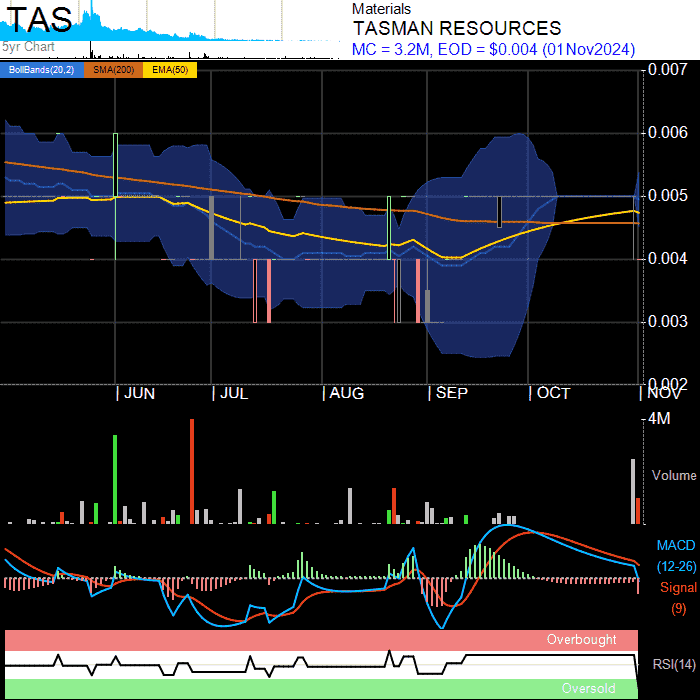 TAS
5yr Chart
Materials
TASMAN RESOURCES
MC = 3.2M, EOD = $0.004 (01Nov2024)
BollBands(20,2) SMA(200) EMA(50)
0.007
0.006
0.005
0.004
0.003
0.002
| JUN | JUL | AUG | SEP | OCT | NOV
4M
Volume
MACD
(12-26)
Signal
(9)
Overbought
RSI(14)
Oversold